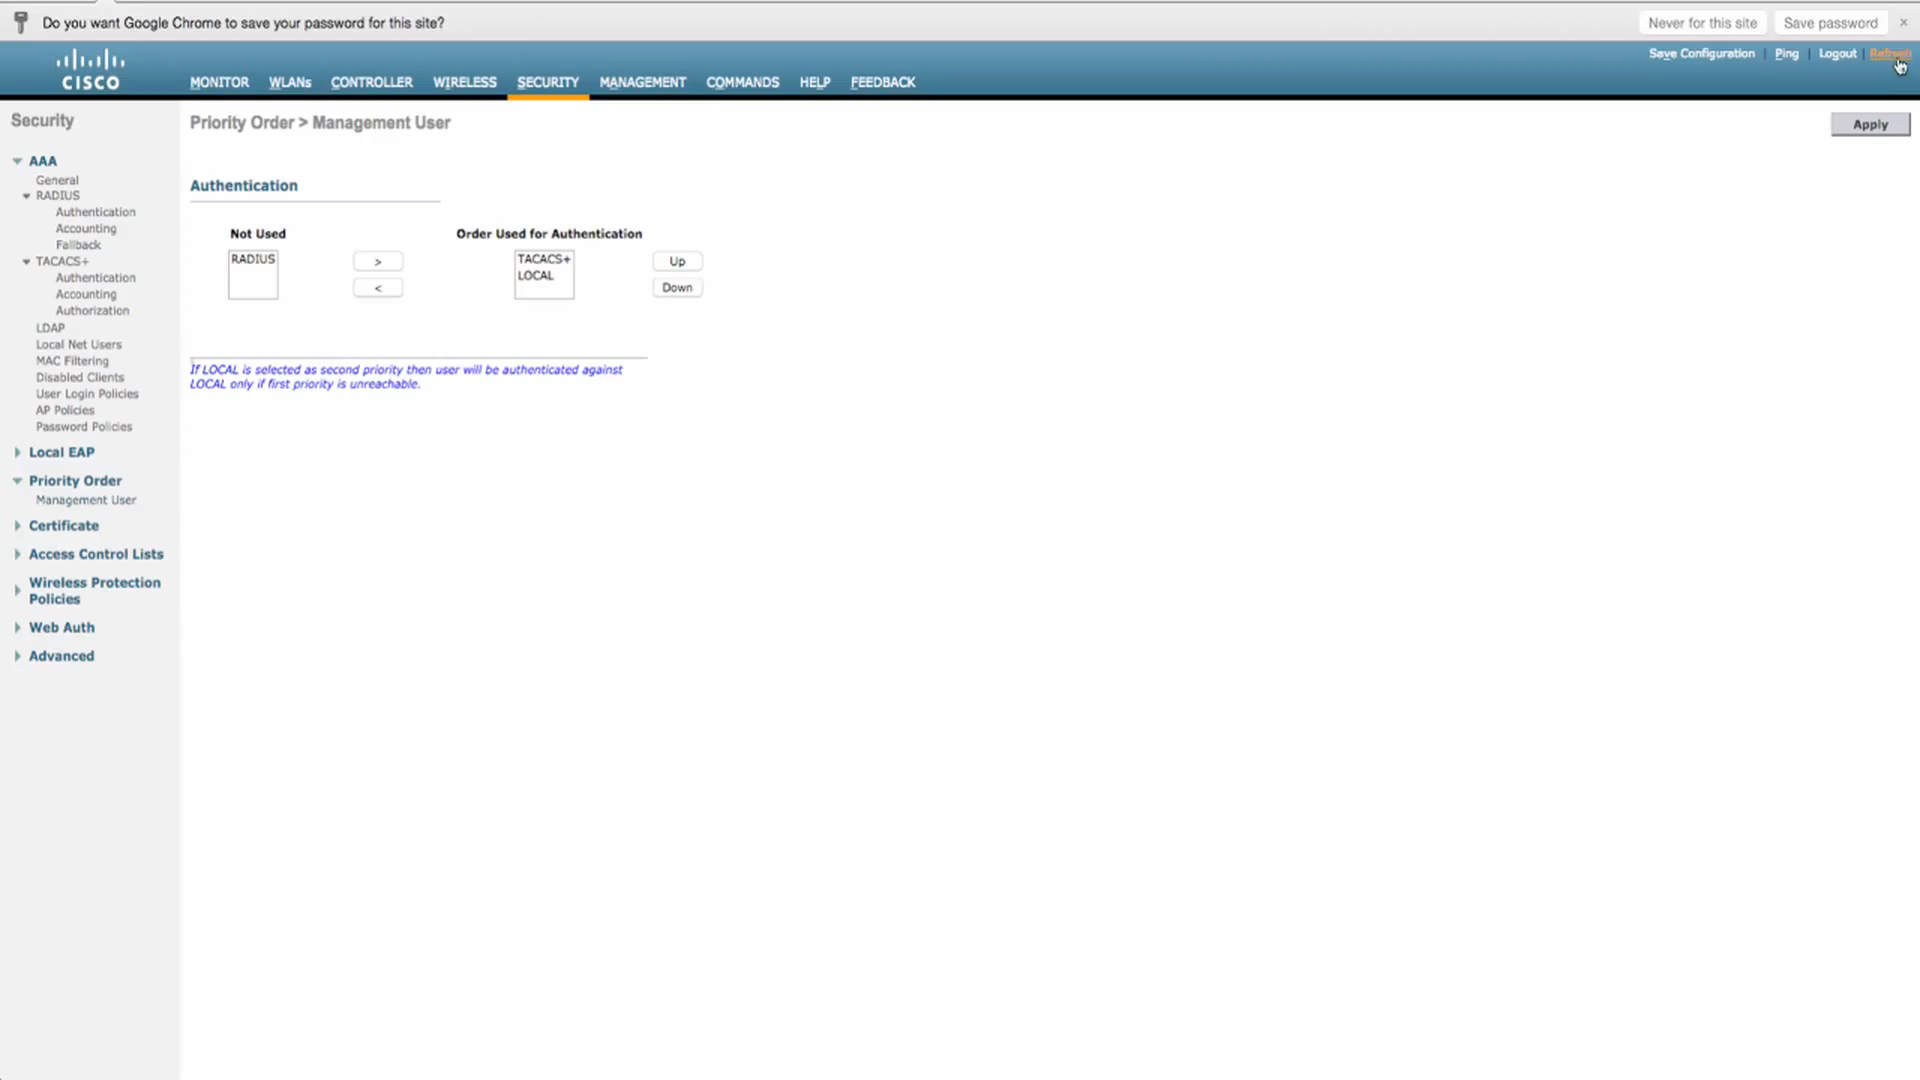 Do you want Google Chrome to save your password for this site?
Never for this site
Save password
×
CISCO
Save Configuration | Ping | Logout | Refresh
MONITOR WLANs CONTROLLER WIRELESS SECURITY MANAGEMENT COMMANDS HELP FEEDBACK
Security
AAA
General
RADIUS
Authentication
Accounting
Fallback
TACACS+
Authentication
Accounting
Authorization
LDAP
Local Net Users
MAC Filtering
Disabled Clients
User Login Policies
AP Policies
Password Policies
Local EAP
Priority Order
Management User
Certificate
Access Control Lists
Wireless Protection
Policies
Web Auth
Advanced
Priority Order > Management User
Apply
Authentication
Not Used
Order Used for Authentication
RADIUS
>
<
TACACS+
LOCAL
Up
Down
If LOCAL is selected as second priority then user will be authenticated against
LOCAL only if first priority is unreachable.